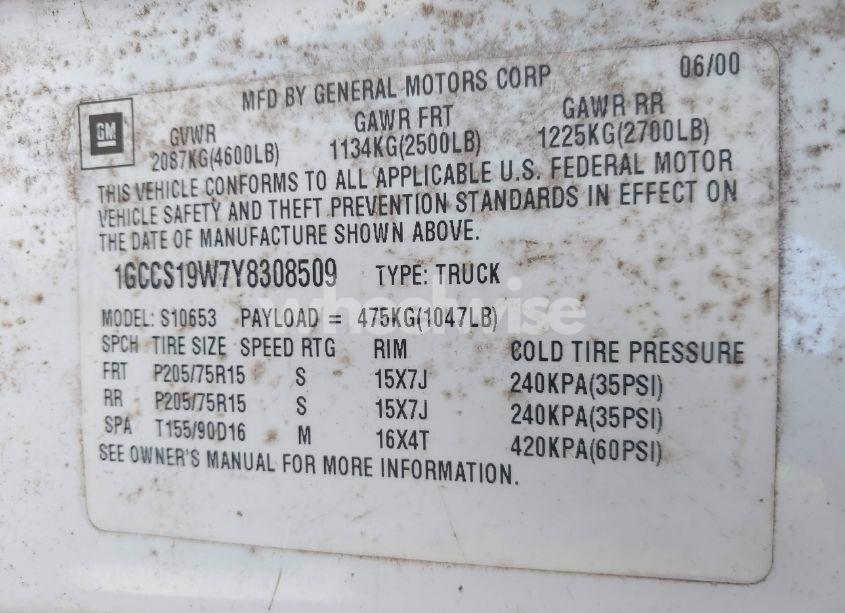 MFD BY GENERAL MOTORS CORP 06/00
GM
GVWR GAWR FRT GAWR RR
2087KG(4600LB) 1134KG(2500LB) 1225KG(2700LB)
THIS VEHICLE CONFORMS TO ALL APPLICABLE U.S. FEDERAL MOTOR
VEHICLE SAFETY AND THEFT PREVENTION STANDARDS IN EFFECT ON
THE DATE OF MANUFACTURE SHOWN ABOVE.
1GCCS19W7Y8308509 TYPE: TRUCK
wheelwise
MODEL: S10653 PAYLOAD = 475KG(1047LB)
SPCH TIRE SIZE SPEED RTG RIM COLD TIRE PRESSURE
FRT P205/75R15 S 15X7J 240KPA(35PSI)
RR P205/75R15 S 15X7J 240KPA(35PSI)
SPA T155/90D16 M 16X4T 420KPA(60PSI)
SEE OWNER'S MANUAL FOR MORE INFORMATION.